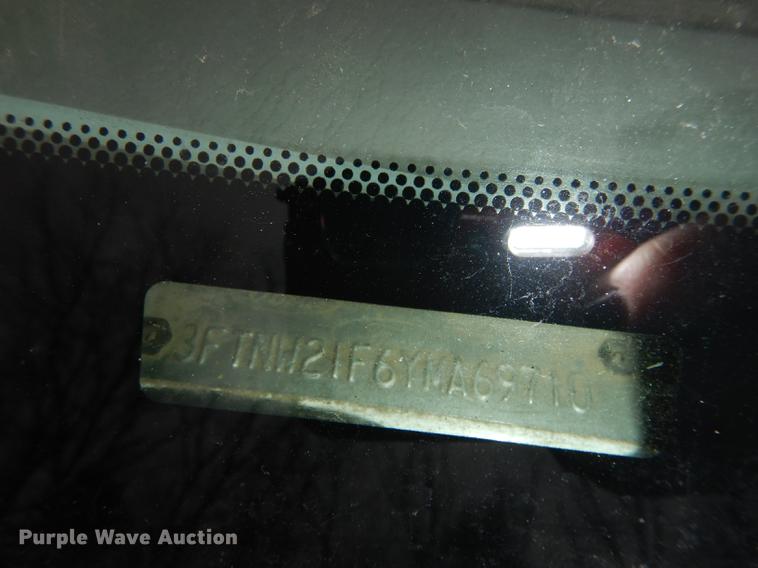 3FTNW21F6YMA69710
Purple Wave Auction